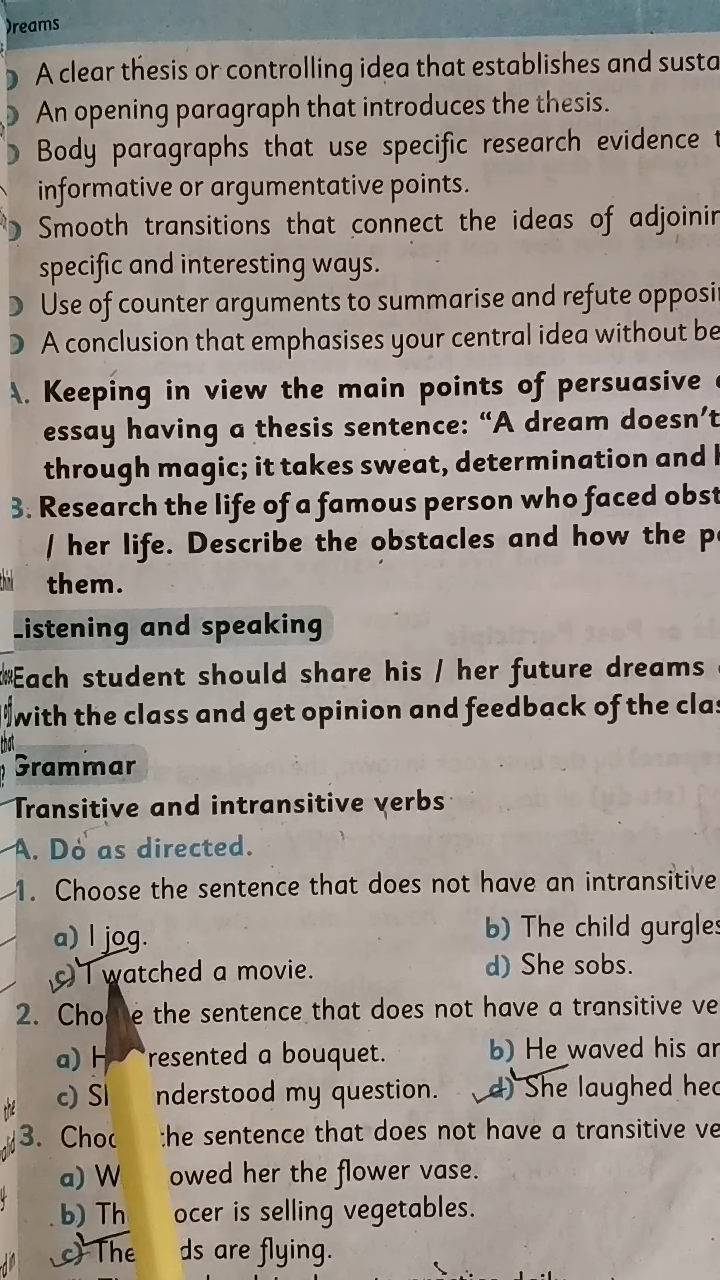 Dreams
A clear thesis or controlling idea that establishes and susta
An opening paragraph that introduces the thesis.
Body paragraphs that use specific research evidence t
informative or argumentative points.
Smooth transitions that connect the ideas of adjoinin
specific and interesting ways.
Use of counter arguments to summarise and refute opposi
A conclusion that emphasises your central idea without be
A. Keeping in view the main points of persuasive
essay having a thesis sentence: “A dream doesn't
through magic; it takes sweat, determination and h
B. Research the life of a famous person who faced obst
/ her life. Describe the obstacles and how the p
them.
Listening and speaking
Each student should share his / her future dreams
with the class and get opinion and feedback of the clas
Grammar
Transitive and intransitive verbs
A. Do as directed.
1. Choose the sentence that does not have an intransitive
a) I jog. b) The child gurgles
c) I watched a movie. d) She sobs.
2. Cho e the sentence that does not have a transitive ve
a) H resented a bouquet. b) He waved his ar
c) S nderstood my question. d) She laughed hea
3. Choo the sentence that does not have a transitive ve
a) W owed her the flower vase.
b) Th ocer is selling vegetables.
c) The ds are flying.